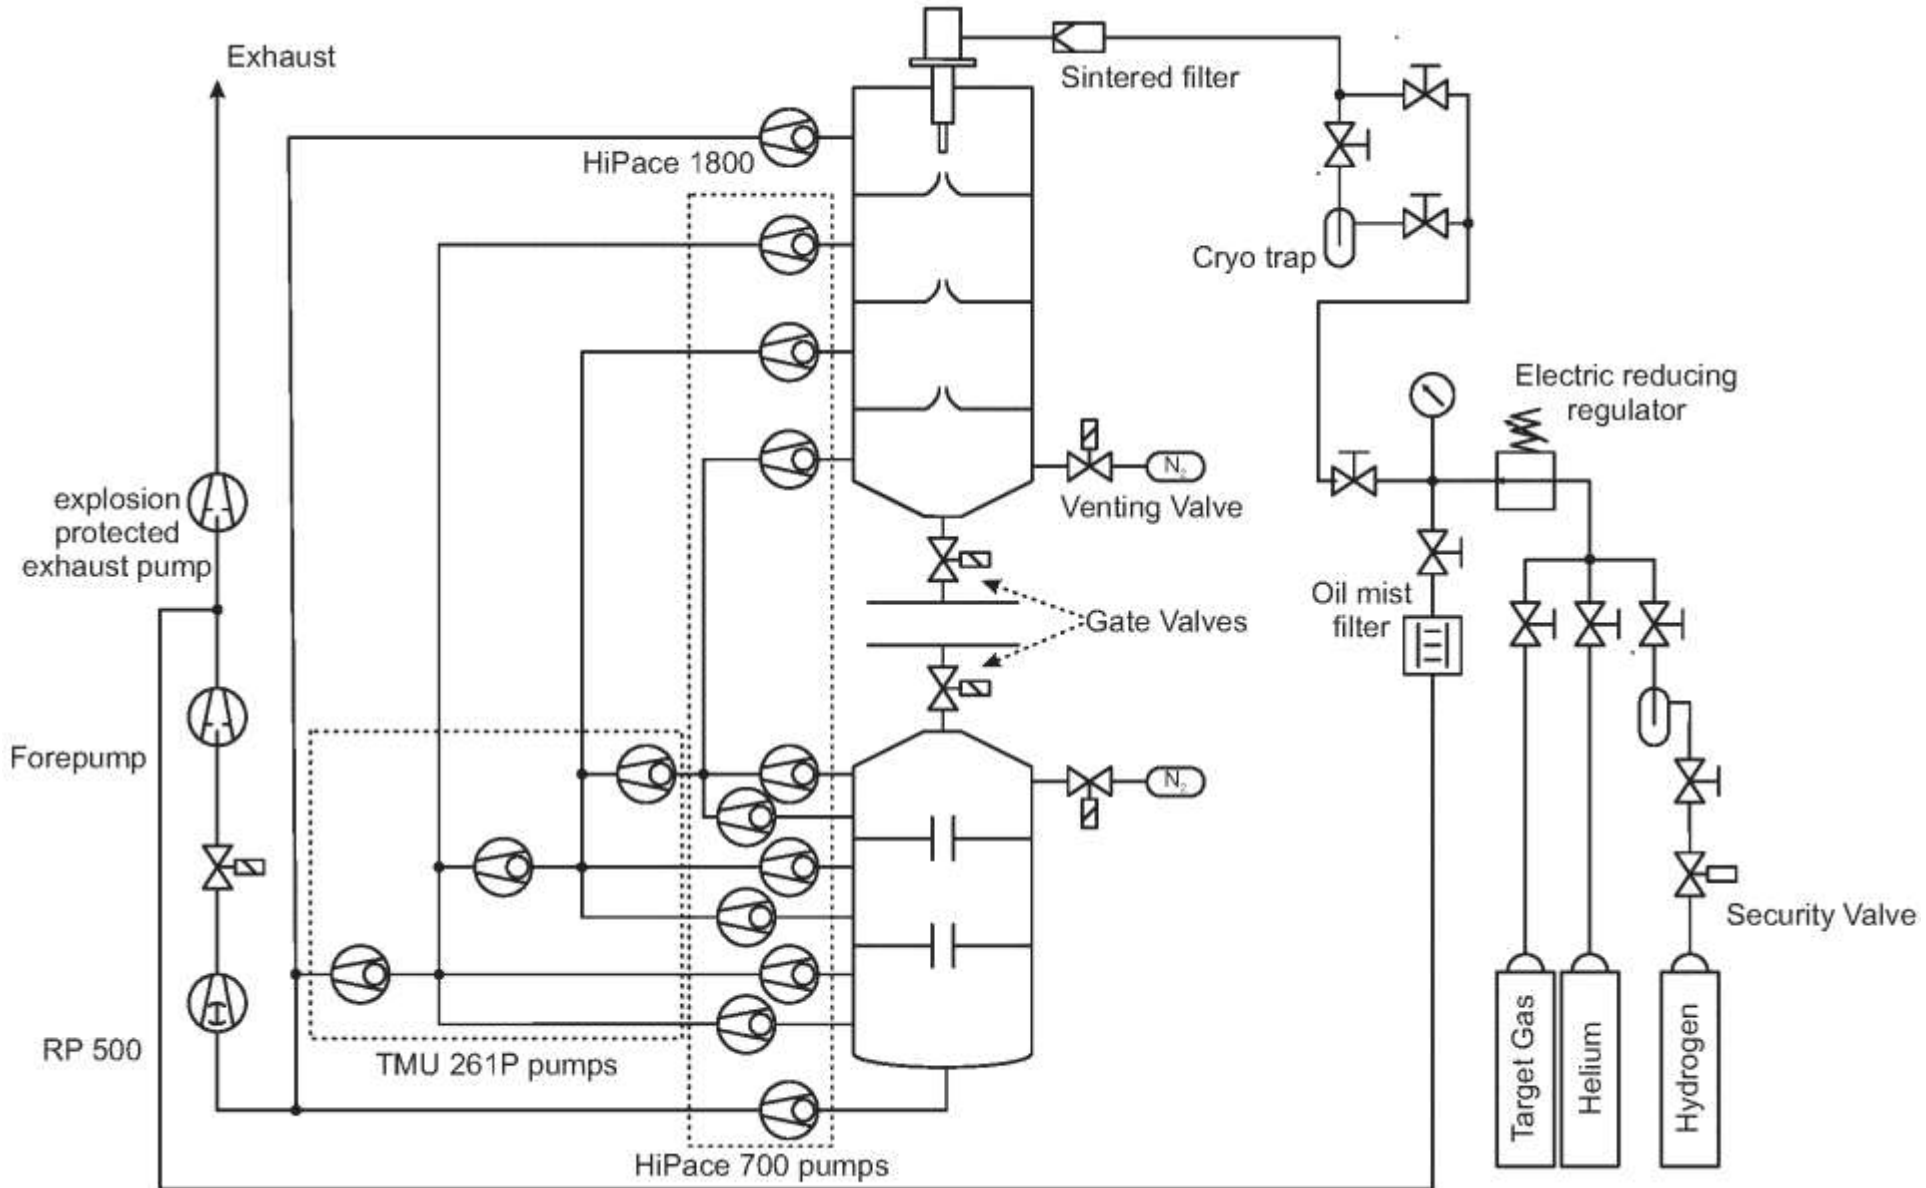 Exhaust
Sintered filter
HiPace 1800
Cryo trap
Electric reducing
regulator
N₂
Venting Valve
explosion
protected
exhaust pump
Oil mist
filter
Gate Valves
Forepump
N₂
Security Valve
RP 500
TMU 261P pumps
Target Gas
Helium
Hydrogen
HiPace 700 pumps